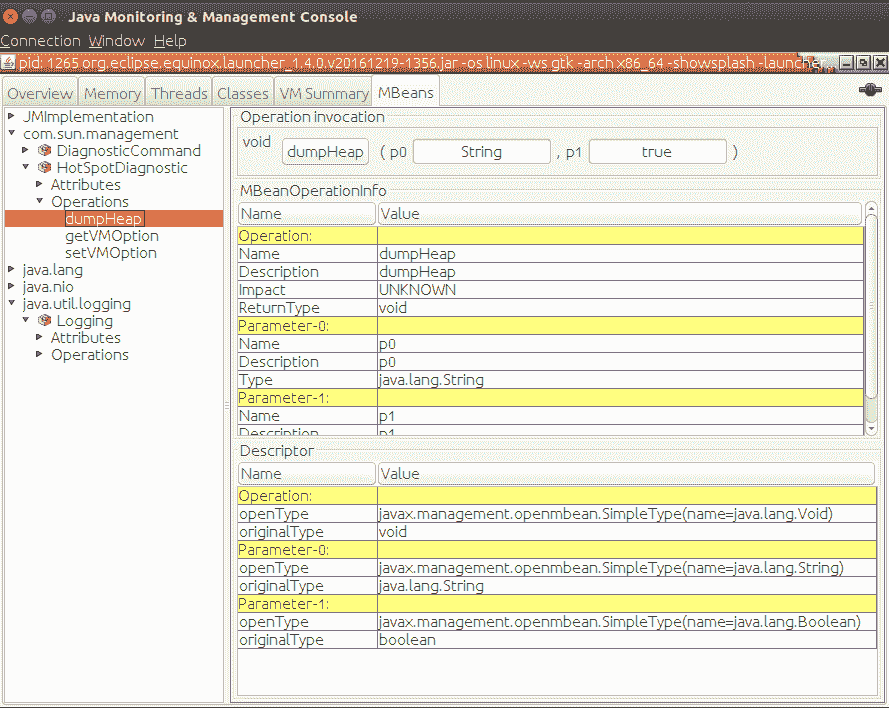 Java Monitoring & Management Console
Connection Window Help
pid: 1265 org.eclipse.equinox.launcher_1.4.0.v20161219-1356.jar -os linux -ws gtk -arch x86_64 -showsplash -launcher
Overview Memory Threads Classes VM Summary MBeans
JMImplementation
com.sun.management
DiagnosticCommand
HotSpotDiagnostic
Attributes
Operations
dumpHeap
getVMOption
setVMOption
java.lang
java.nio
java.util.logging
Logging
Attributes
Operations
Operation invocation
void dumpHeap ( p0 String , p1 true )
MBeanOperationInfo
Name Value
Operation:
Name dumpHeap
Description dumpHeap
Impact UNKNOWN
ReturnType void
Parameter-0:
Name p0
Description p0
Type java.lang.String
Parameter-1:
Name p1
Description p1
Descriptor
Name Value
Operation:
openType javax.management.openmbean.SimpleType(name=java.lang.Void)
originalType void
Parameter-0:
openType javax.management.openmbean.SimpleType(name=java.lang.String)
originalType java.lang.String
Parameter-1:
openType javax.management.openmbean.SimpleType(name=java.lang.Boolean)
originalType boolean